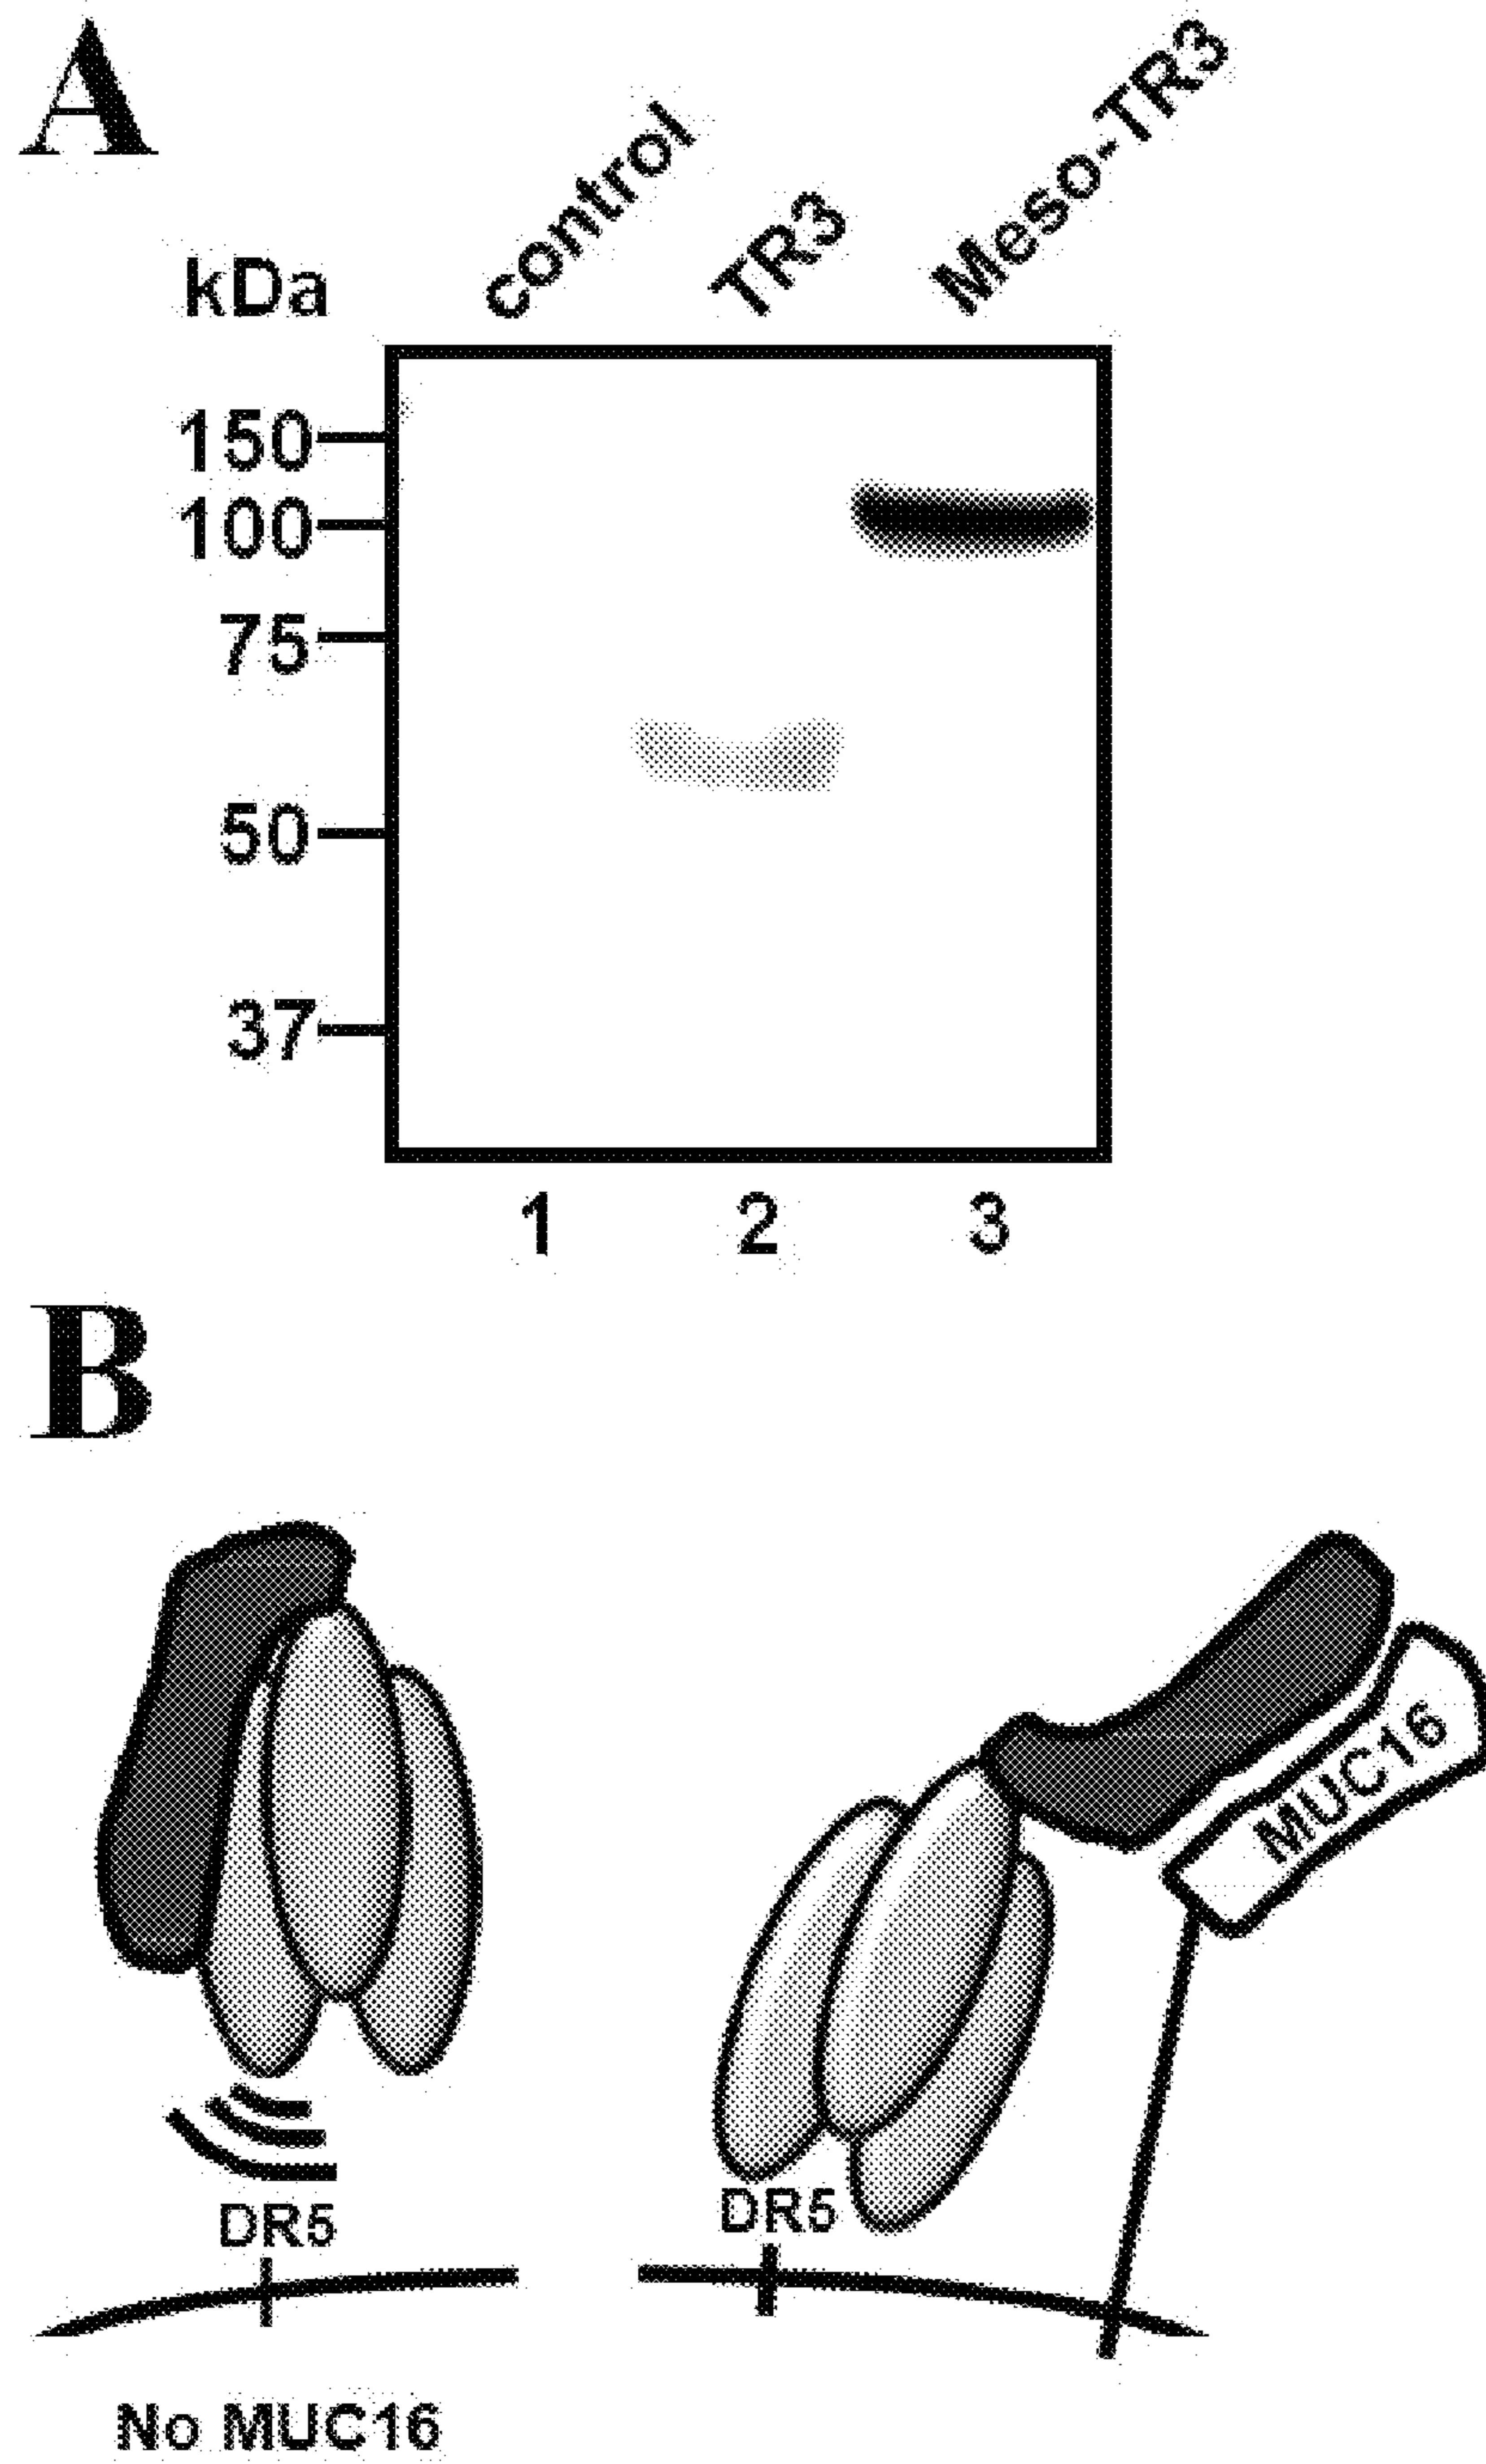 A
control TR3 Meso-TR3
kDa
150
100
75
50
37
1 2 3
B
MUC16
DR5 DR5
No MUC16